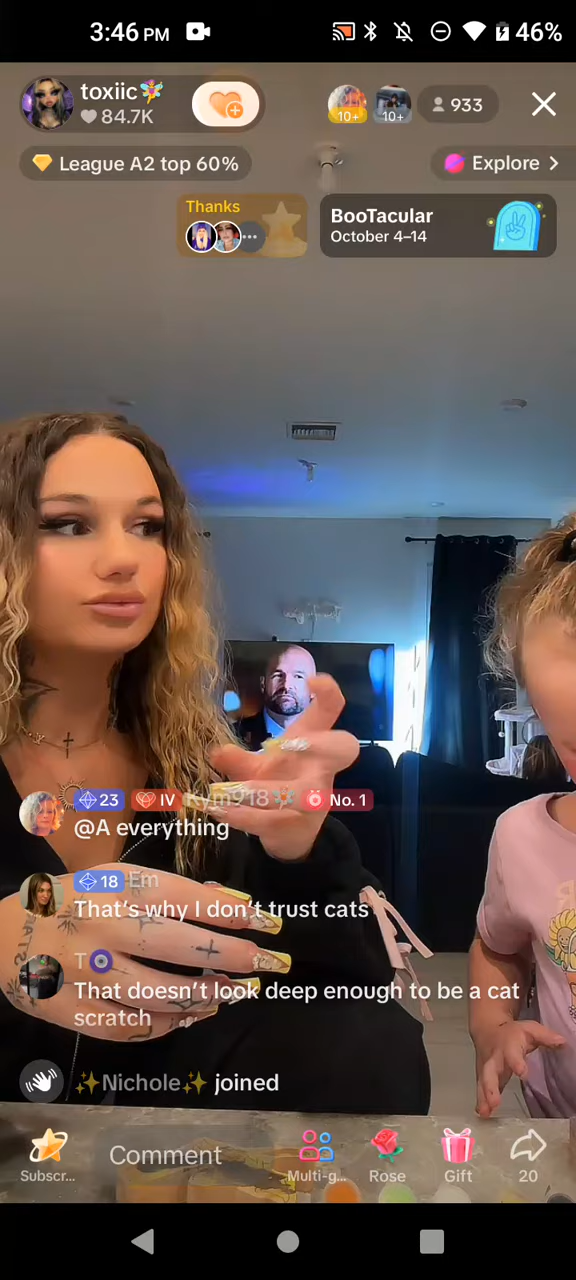 3:46 PM
46%
toxiic
84.7K
10+
10+
933
League A2 top 60%
Explore
Thanks
BooTacular
October 4–14
23
IV
Kym918
No. 1
@A everything
18
Em
That's why I don't trust cats
T
That doesn't look deep enough to be a cat
scratch
✨Nichole✨ joined
Comment
Subscr...
Multi-g...
Rose
Gift
20